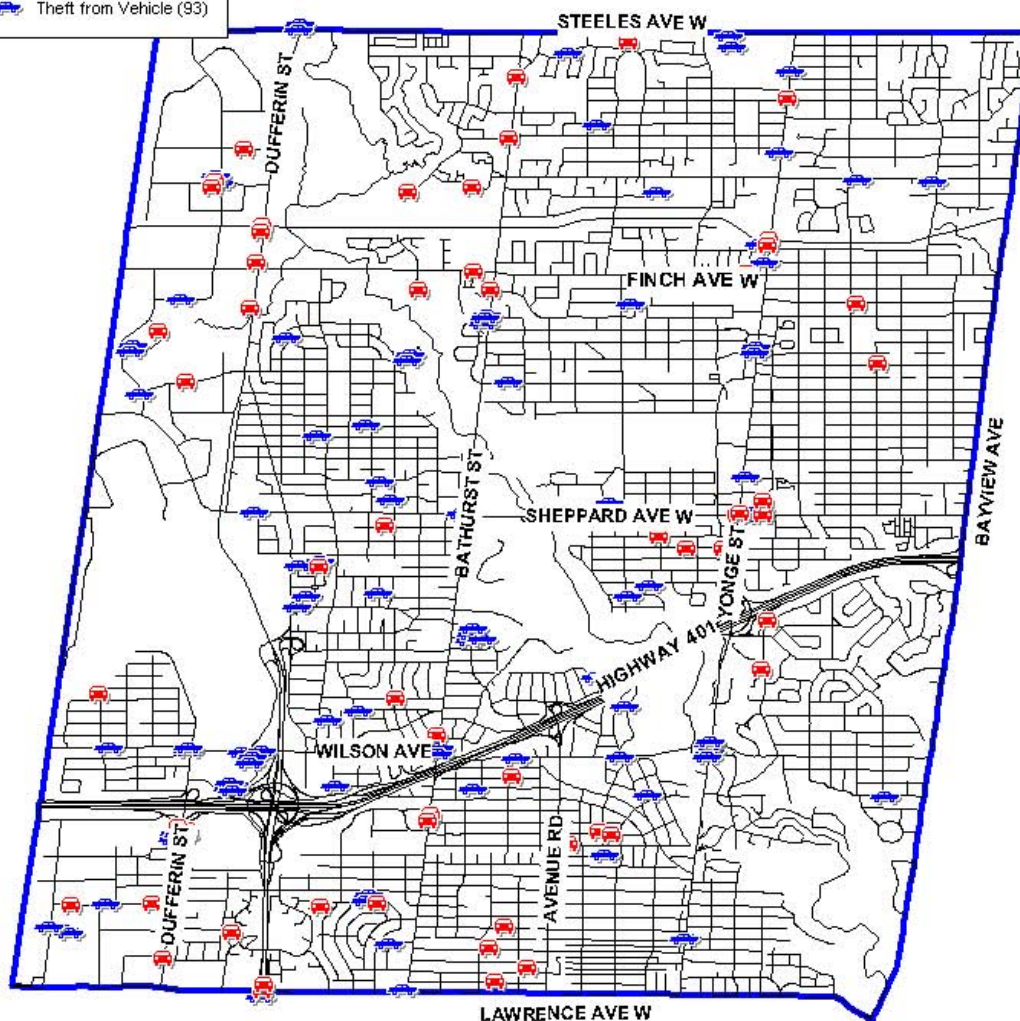 Theft from Vehicle (93)
STEELES AVE W
DUFFERIN ST
FINCH AVE W
BAYVIEW AVE
BATHURST ST
SHEPPARD AVE W
YONGE ST
HIGHWAY 401
WILSON AVE
DUFFERIN ST
AVENUE RD
LAWRENCE AVE W